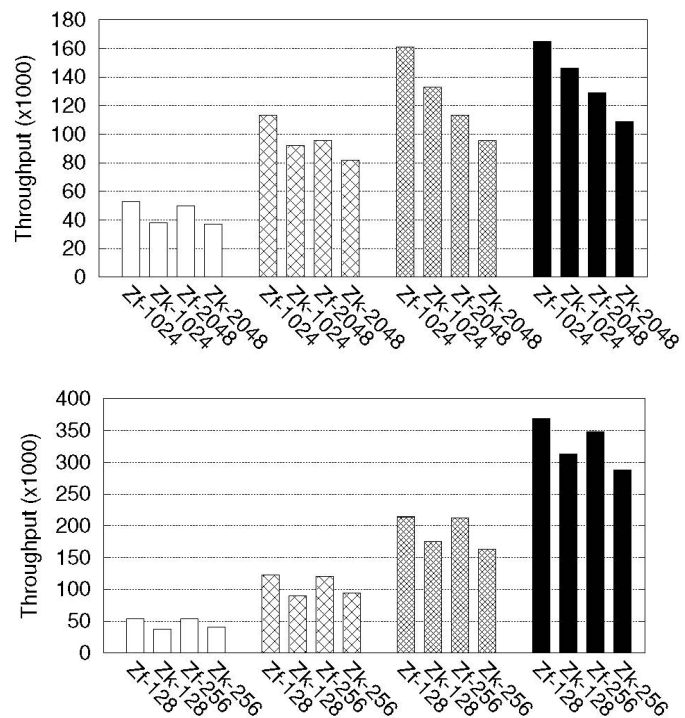 180
160
140
120
100
80
60
40
20
0
Throughput (x1000)
Zf-1024
Zk-1024
Zf-2048
Zk-2048
Zf-1024
Zk-1024
Zf-2048
Zk-2048
Zf-1024
Zk-1024
Zf-2048
Zk-2048
Zf-1024
Zk-1024
Zf-2048
Zk-2048
400
350
300
250
200
150
100
50
0
Throughput (x1000)
Zf-128
Zk-128
Zf-256
Zk-256
Zf-128
Zk-128
Zf-256
Zk-256
Zf-128
Zk-128
Zf-256
Zk-256
Zf-128
Zk-128
Zf-256
Zk-256